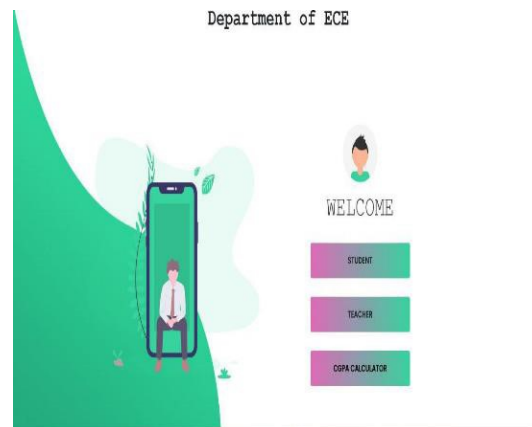 Department of ECE
WELCOME
STUDENT
TEACHER
CGPA CALCULATOR